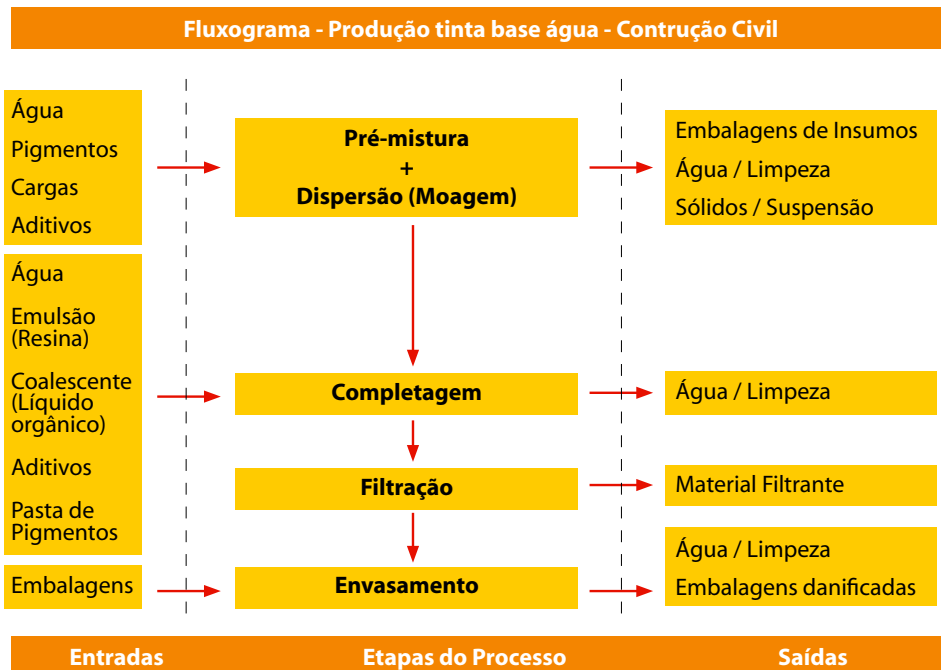 Fluxograma - Produção tinta base água - Contrução Civil
Água
Pigmentos
Cargas
Aditivos
Pré-mistura
+
Dispersão (Moagem)
Embalagens de Insumos
Água / Limpeza
Sólidos / Suspensão
Água
Emulsão
(Resina)
Coalescente
(Líquido
orgânico)
Aditivos
Pasta de
Pigmentos
Completagem
Água / Limpeza
Filtração
Material Filtrante
Embalagens
Envasamento
Água / Limpeza
Embalagens danificadas
Entradas
Etapas do Processo
Saídas